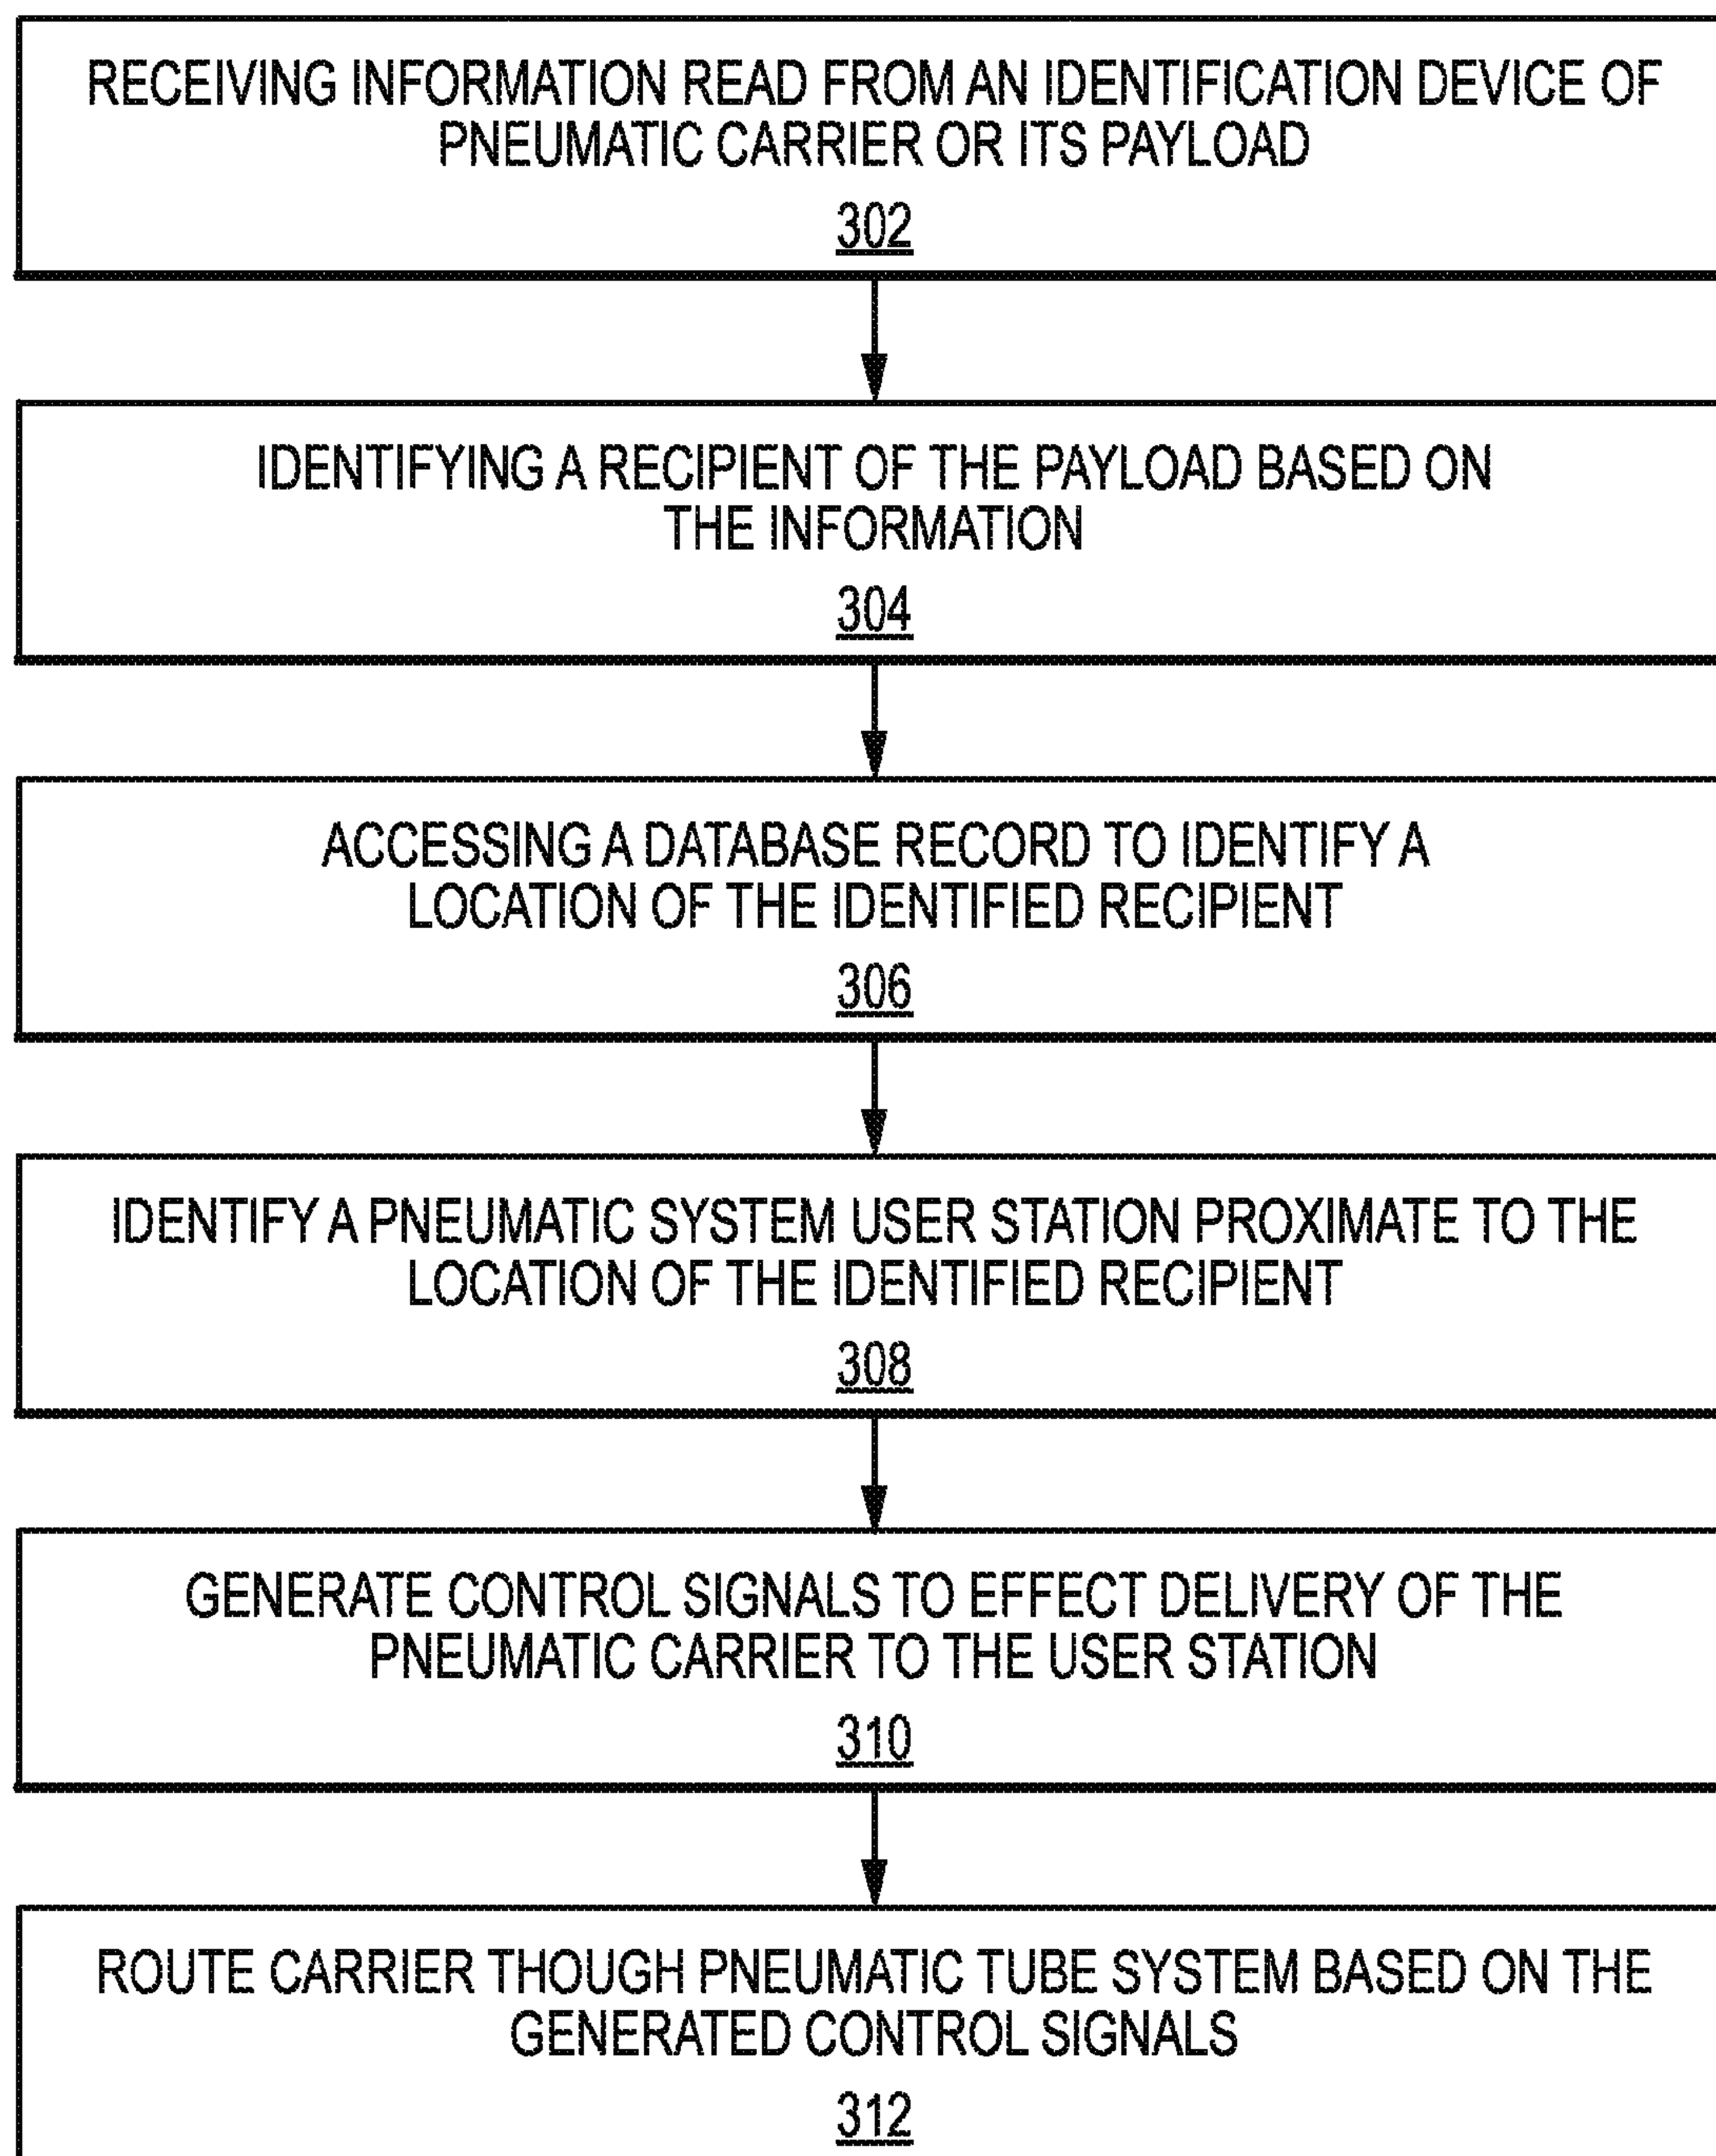 RECEIVING INFORMATION READ FROM AN IDENTIFICATION DEVICE OF
PNEUMATIC CARRIER OR ITS PAYLOAD
302
IDENTIFYING A RECIPIENT OF THE PAYLOAD BASED ON
THE INFORMATION
304
ACCESSING A DATABASE RECORD TO IDENTIFY A
LOCATION OF THE IDENTIFIED RECIPIENT
306
IDENTIFY A PNEUMATIC SYSTEM USER STATION PROXIMATE TO THE
LOCATION OF THE IDENTIFIED RECIPIENT
308
GENERATE CONTROL SIGNALS TO EFFECT DELIVERY OF THE
PNEUMATIC CARRIER TO THE USER STATION
310
ROUTE CARRIER THOUGH PNEUMATIC TUBE SYSTEM BASED ON THE
GENERATED CONTROL SIGNALS
312